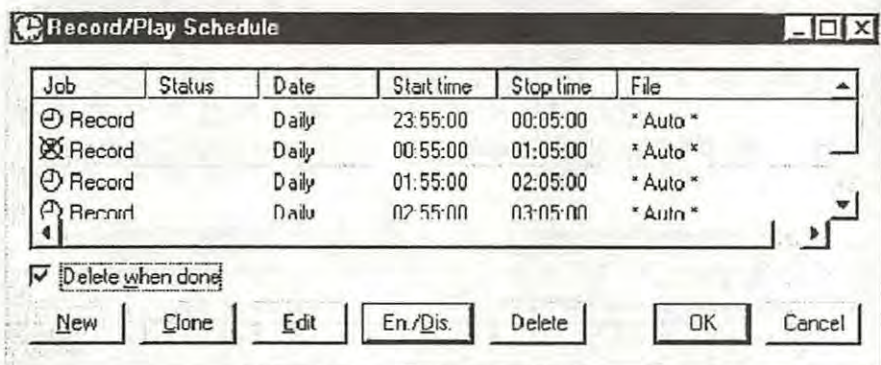 Record/Play Schedule
Job Status Date Start time Stop time File
Record Daily 23:55:00 00:05:00 * Auto *
Record Daily 00:55:00 01:05:00 * Auto *
Record Daily 01:55:00 02:05:00 * Auto *
Record Daily 02:55:00 03:05:00 * Auto *
Delete when done
New Clone Edit En./Dis. Delete OK Cancel